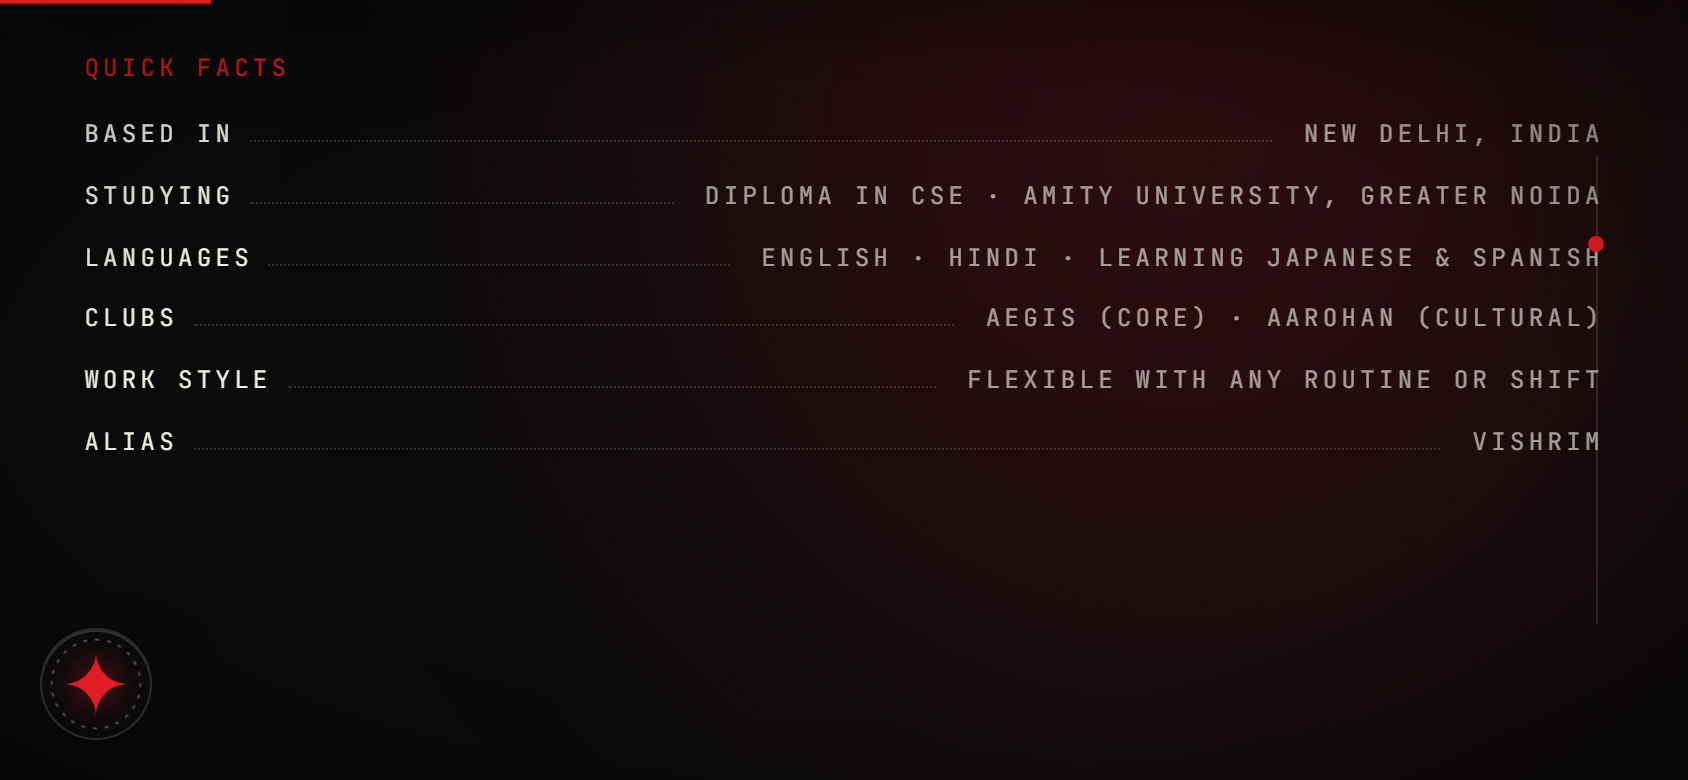 QUICK FACTS
BASED IN NEW DELHI, INDIA
STUDYING DIPLOMA IN CSE · AMITY UNIVERSITY, GREATER NOIDA
LANGUAGES ENGLISH · HINDI · LEARNING JAPANESE & SPANISH
CLUBS AEGIS (CORE) · AAROHAN (CULTURAL)
WORK STYLE FLEXIBLE WITH ANY ROUTINE OR SHIFT
ALIAS VISHRIM